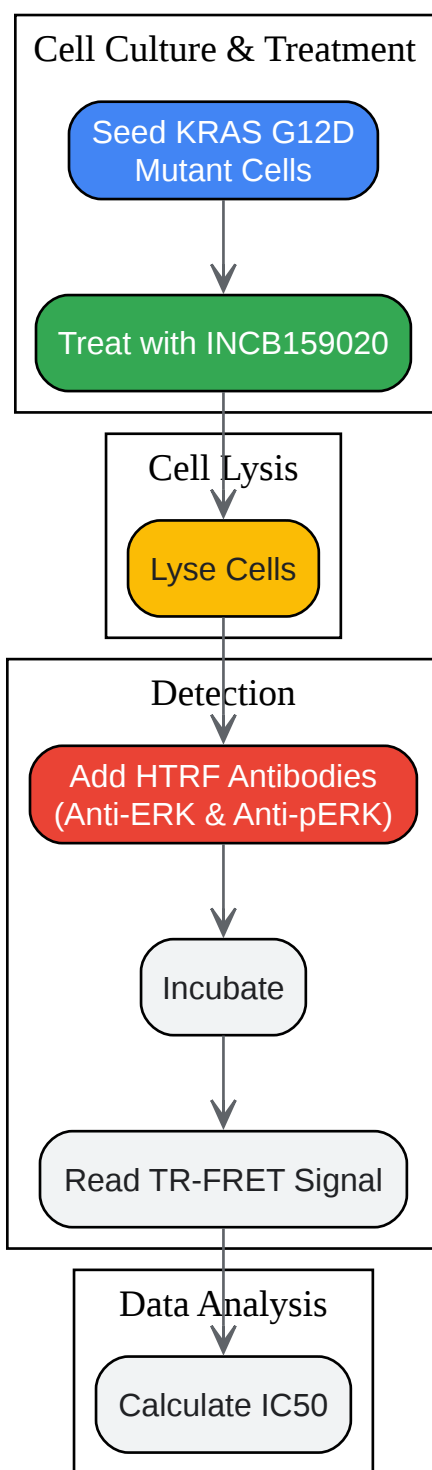 Cell Culture & Treatment
Seed KRAS G12D
Mutant Cells
Treat with INCB159020
Cell Lysis
Lyse Cells
Detection
Add HTRF Antibodies
(Anti-ERK & Anti-pERK)
Incubate
Read TR-FRET Signal
Data Analysis
Calculate IC50